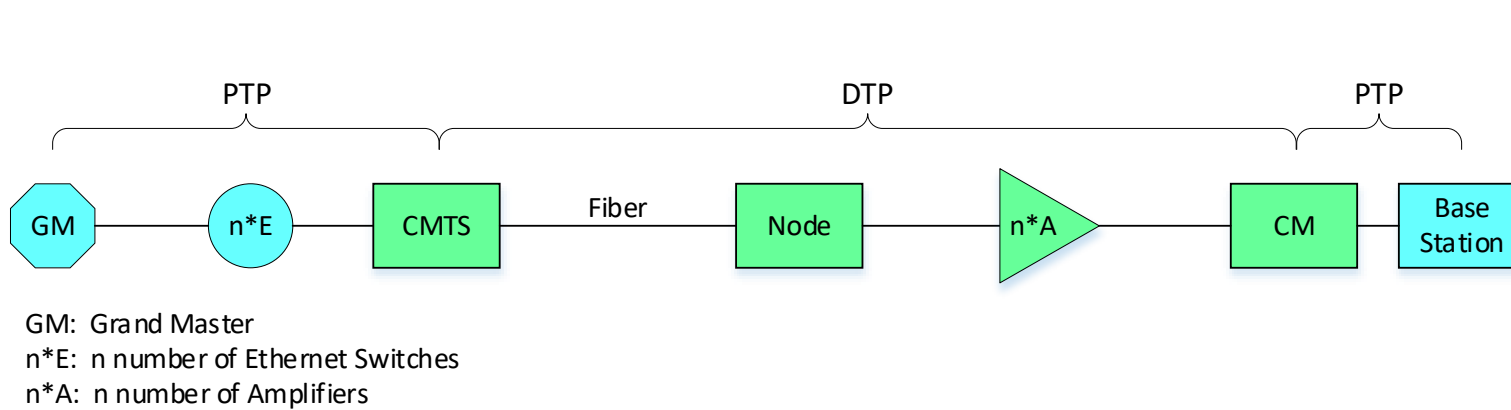 PTP
DTP
PTP
GM
n*E
CMTS
Fiber
Node
n*A
CM
Base
Station
GM: Grand Master
n*E: n number of Ethernet Switches
n*A: n number of Amplifiers